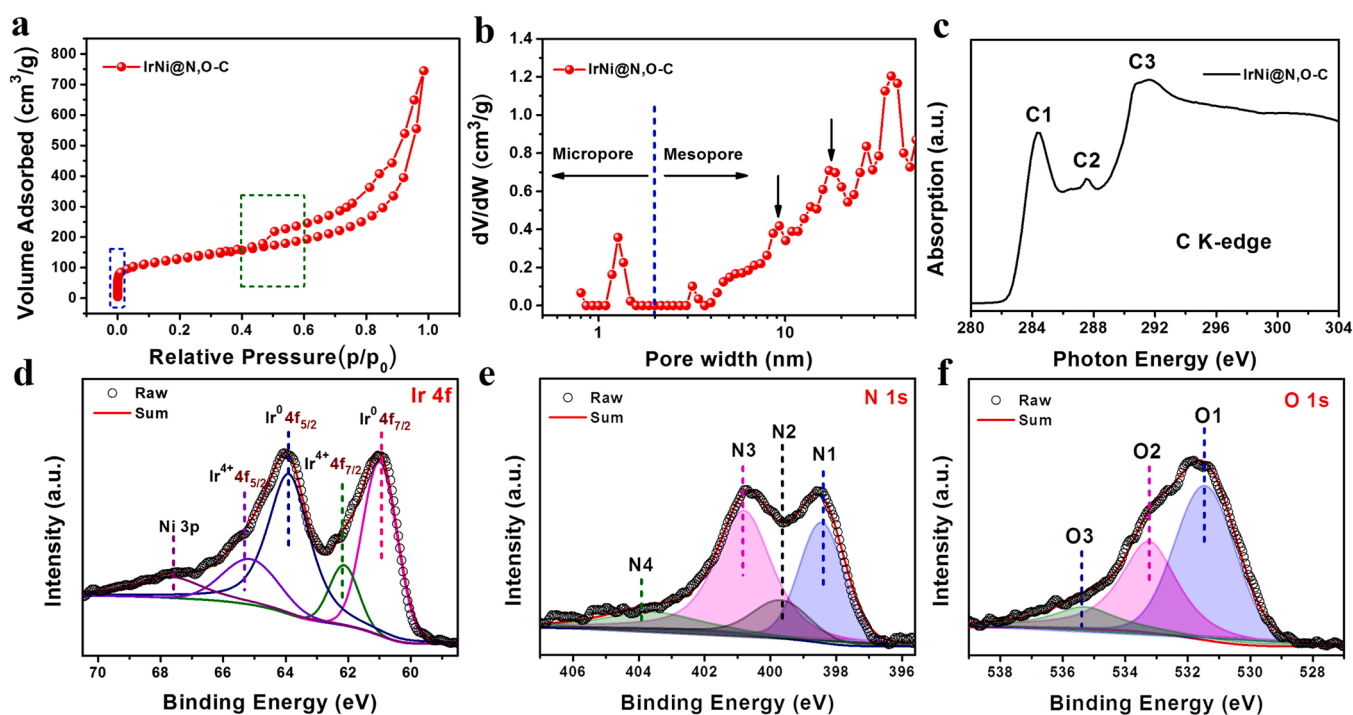 a
Volume Adsorbed (cm³/g)
800
700
600
500
400
300
200
100
0
IrNi@N,O-C
0.0 0.2 0.4 0.6 0.8 1.0
Relative Pressure(p/p₀)
b
dV/dW (cm³/g)
1.4
1.2
1.0
0.8
0.6
0.4
0.2
0.0
IrNi@N,O-C
Micropore
Mesopore
1 10
Pore width (nm)
c
Absorption (a.u.)
IrNi@N,O-C
C1
C2
C3
C K-edge
280 284 288 292 296 300 304
Photon Energy (eV)
d
Intensity (a.u.)
Raw
Sum
Ir 4f
Ni 3p
Ir⁴⁺ 4f₅/₂
Ir⁰ 4f₅/₂
Ir⁴⁺ 4f₇/₂
Ir⁰ 4f₇/₂
70 68 66 64 62 60
Binding Energy (eV)
e
Intensity (a.u.)
Raw
Sum
N 1s
N4
N3
N2
N1
406 404 402 400 398 396
Binding Energy (eV)
f
Intensity (a.u.)
Raw
Sum
O 1s
O3
O2
O1
538 536 534 532 530 528
Binding Energy (eV)